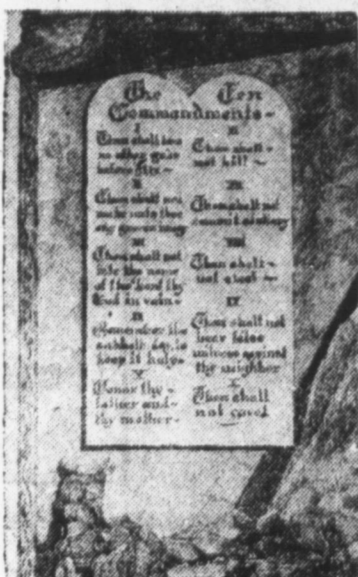 The Ten
Commandments-
I
Thou shalt have
no other gods
before Me-
II
Thou shalt not
make unto thee
any graven image
III
Thou shalt not
take the name
of the Lord thy
God in vain-
IV
Remember the
sabbath day, to
keep it holy-
V
Honor thy-
father and-
thy mother-
VI
Thou shalt-
not kill-
VII
Thou shalt not
commit adultery
VIII
Thou shalt-
not steal-
IX
Thou shalt not
bear false
witness against
thy neighbor
X
Thou shalt
not covet